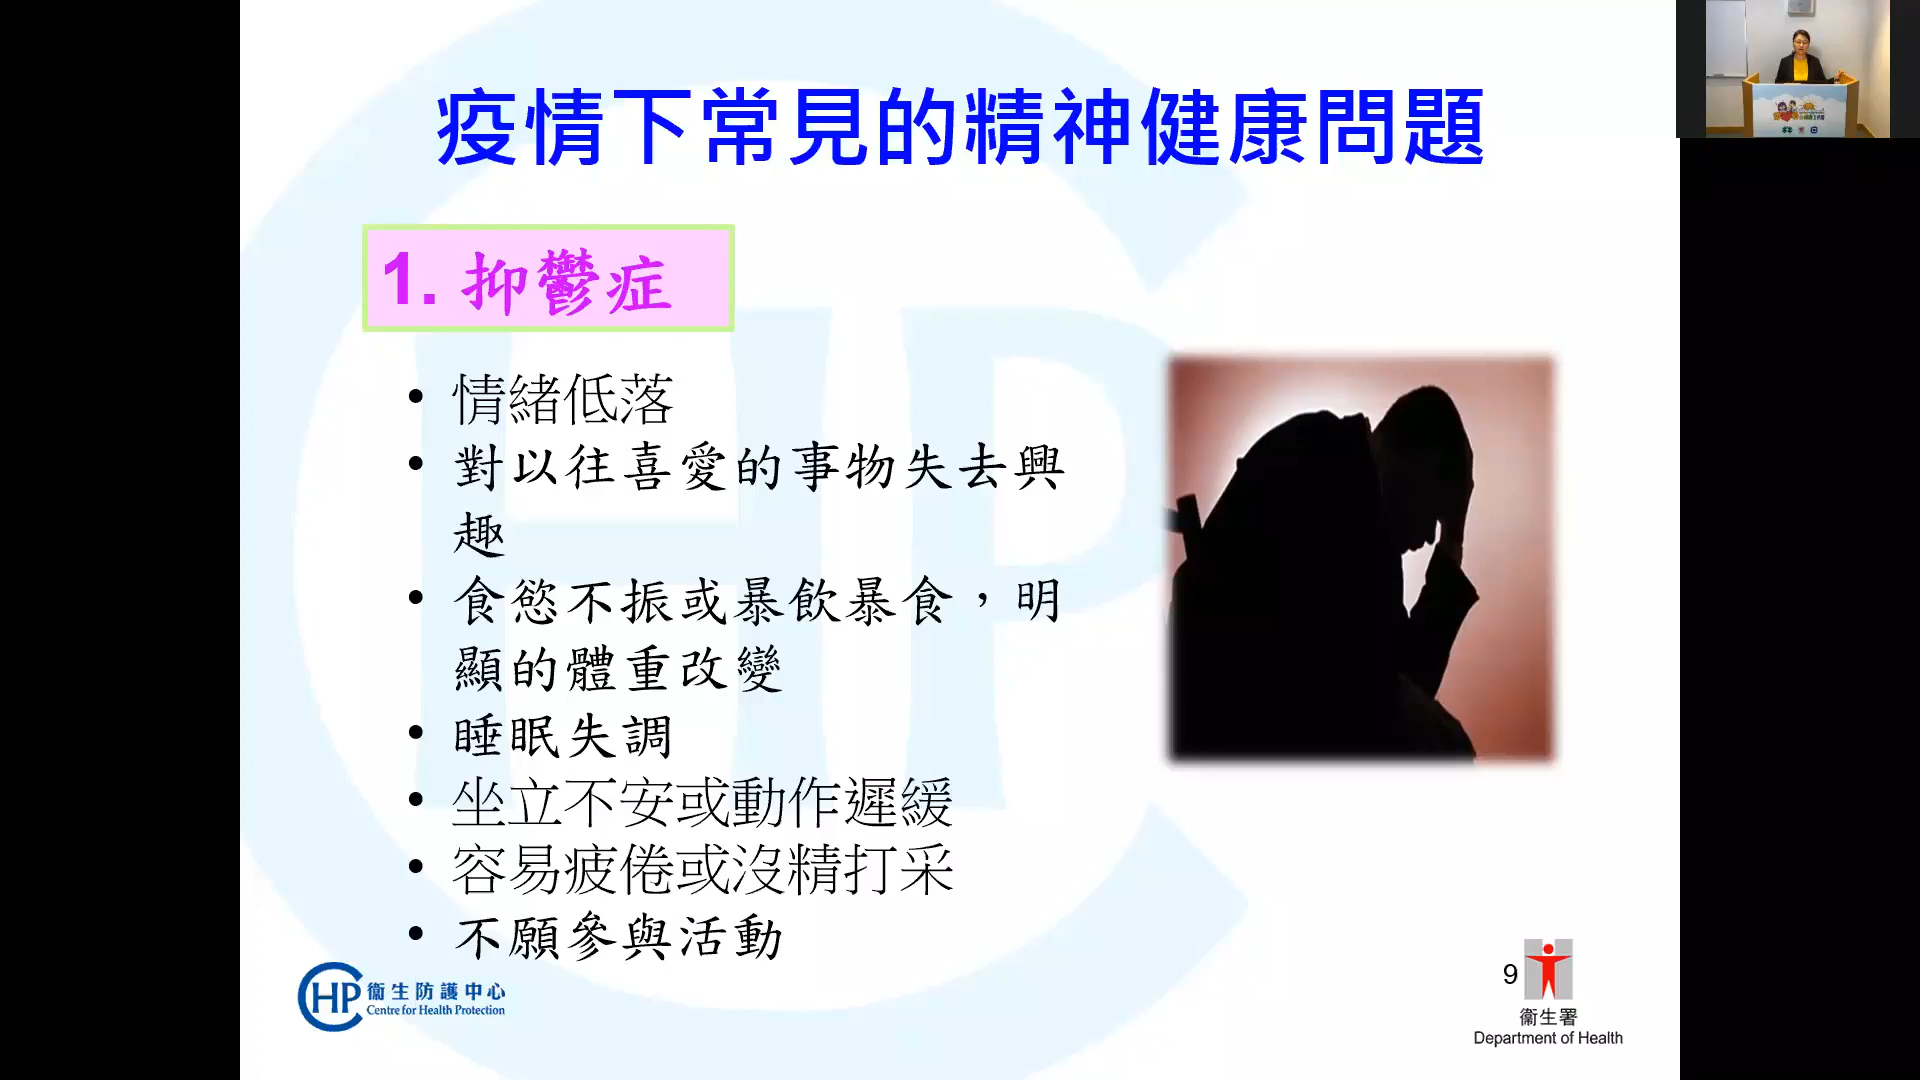 疫情下常見的精神健康問題
1. 抑鬱症
• 情緒低落
• 對以往喜愛的事物失去興
趣
• 食慾不振或暴飲暴食，明
顯的體重改變
• 睡眠失調
• 坐立不安或動作遲緩
• 容易疲倦或沒精打采
• 不願參與活動
CHP 衞生防護中心
Centre for Health Protection
9
衞生署
Department of Health